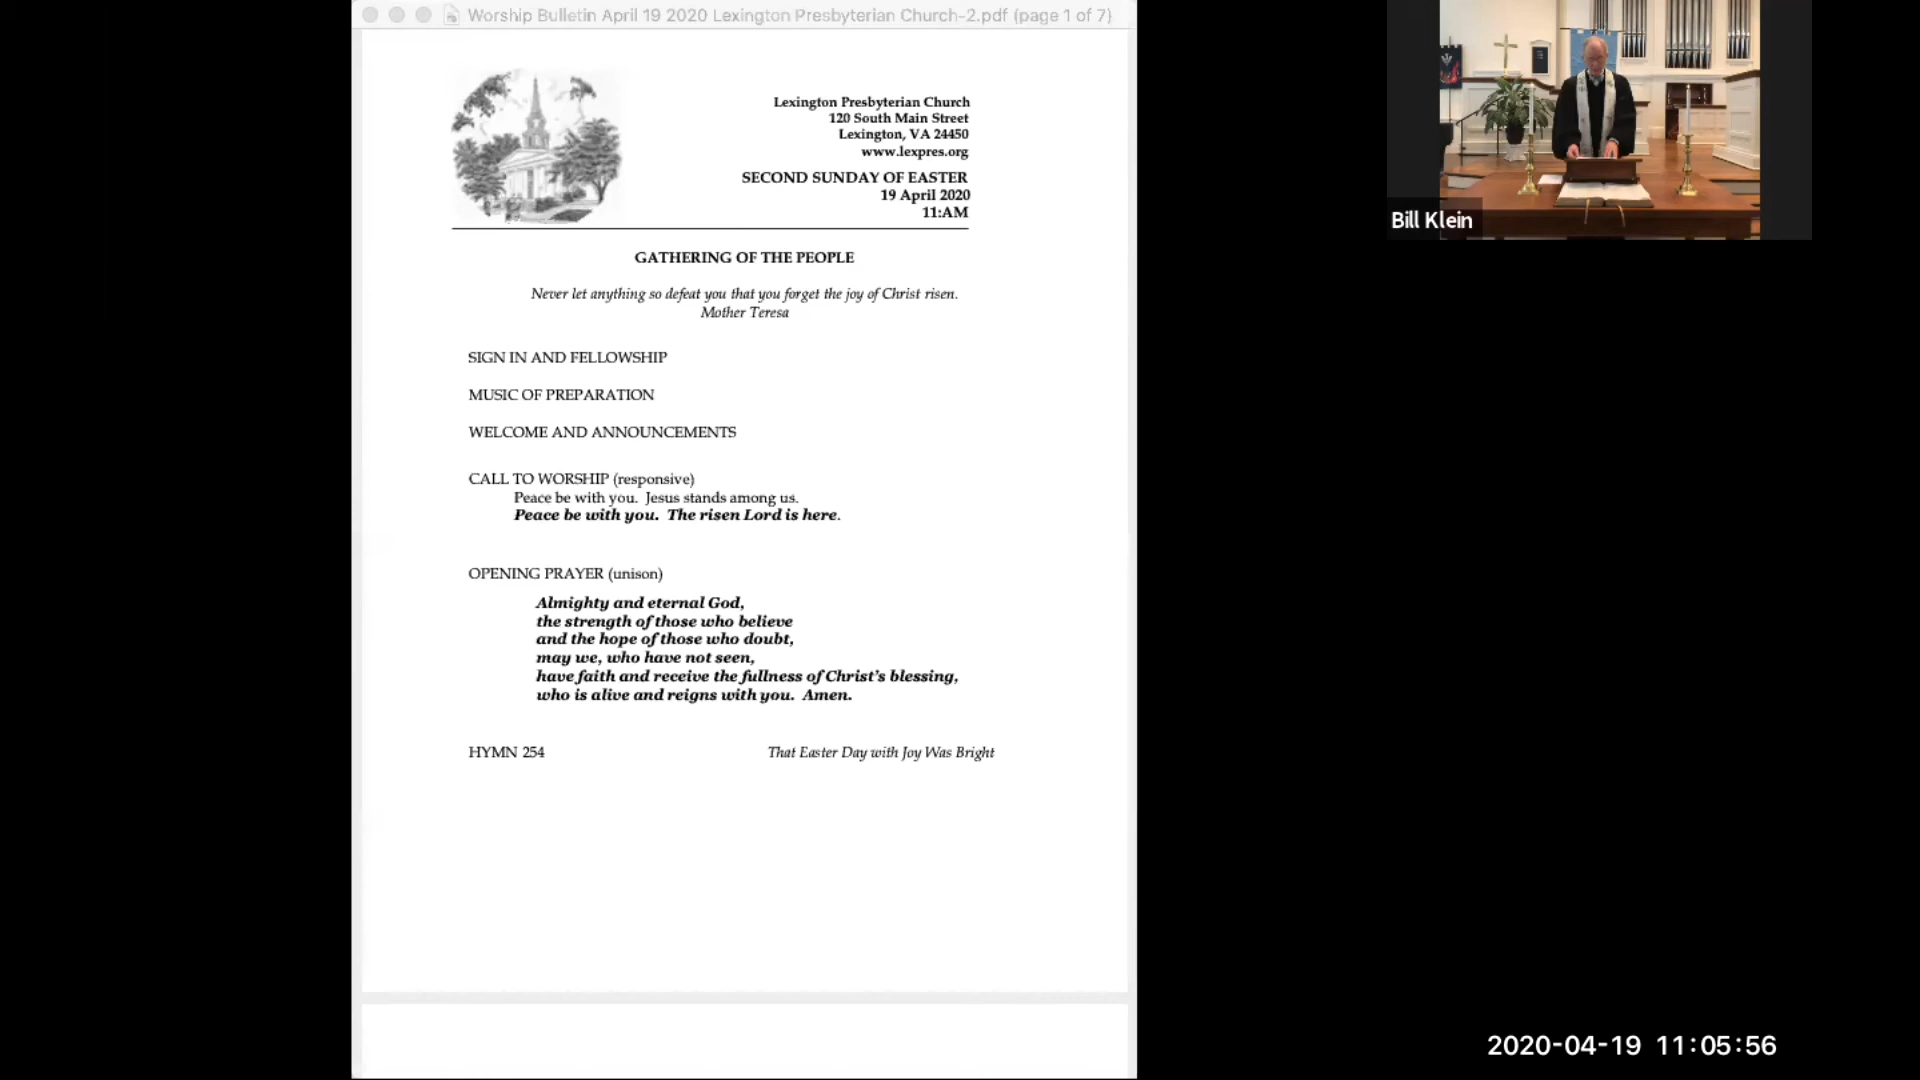 Worship Bulletin April 19 2020 Lexington Presbyterian Church-2.pdf (page 1 of 7)
Lexington Presbyterian Church
120 South Main Street
Lexington, VA 24450
www.lexpres.org
SECOND SUNDAY OF EASTER
19 April 2020
11:AM
GATHERING OF THE PEOPLE
Never let anything so defeat you that you forget the joy of Christ risen.
Mother Teresa
SIGN IN AND FELLOWSHIP
MUSIC OF PREPARATION
WELCOME AND ANNOUNCEMENTS
CALL TO WORSHIP (responsive)
Peace be with you.  Jesus stands among us.
Peace be with you.  The risen Lord is here.
OPENING PRAYER (unison)
Almighty and eternal God,
the strength of those who believe
and the hope of those who doubt,
may we, who have not seen,
have faith and receive the fullness of Christ's blessing,
who is alive and reigns with you.  Amen.
HYMN 254 That Easter Day with Joy Was Bright
Bill Klein
2020-04-19 11:05:56